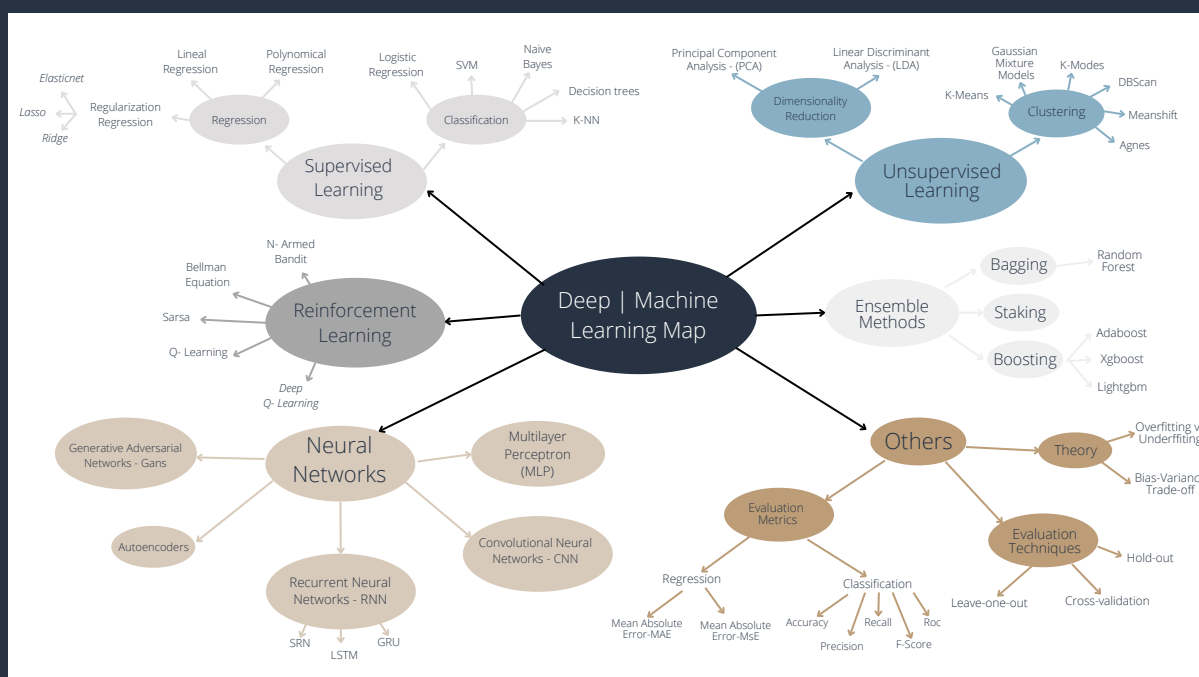 Lineal
Regression
Polynomical
Regression
Elasticnet
Lasso
Ridge
Regularization
Regression
Regression
Supervised
Learning
Logistic
Regression
SVM
Naive
Bayes
Decision trees
K-NN
Classification
Principal Component
Analysis - (PCA)
Linear Discriminant
Analysis - (LDA)
Dimensionality
Reduction
Gaussian
Mixture
Models
K-Modes
K-Means
DBScan
Clustering
Meanshift
Agnes
Unsupervised
Learning
N- Armed
Bandit
Bellman
Equation
Sarsa
Q- Learning
Deep
Q- Learning
Reinforcement
Learning
Deep | Machine
Learning Map
Ensemble
Methods
Bagging
Random
Forest
Staking
Boosting
Adaboost
Xgboost
Lightgbm
Neural
Networks
Generative Adversarial
Networks - Gans
Multilayer
Perceptron
(MLP)
Autoencoders
Convolutional Neural
Networks - CNN
Recurrent Neural
Networks - RNN
SRN
LSTM
GRU
Others
Theory
Overfitting v
Underffiting
Bias-Varianc
Trade-off
Evaluation
Metrics
Evaluation
Techniques
Hold-out
Cross-validation
Leave-one-out
Regression
Mean Absolute
Error-MAE
Mean Absolute
Error-MsE
Classification
Accuracy
Precision
Recall
F-Score
Roc